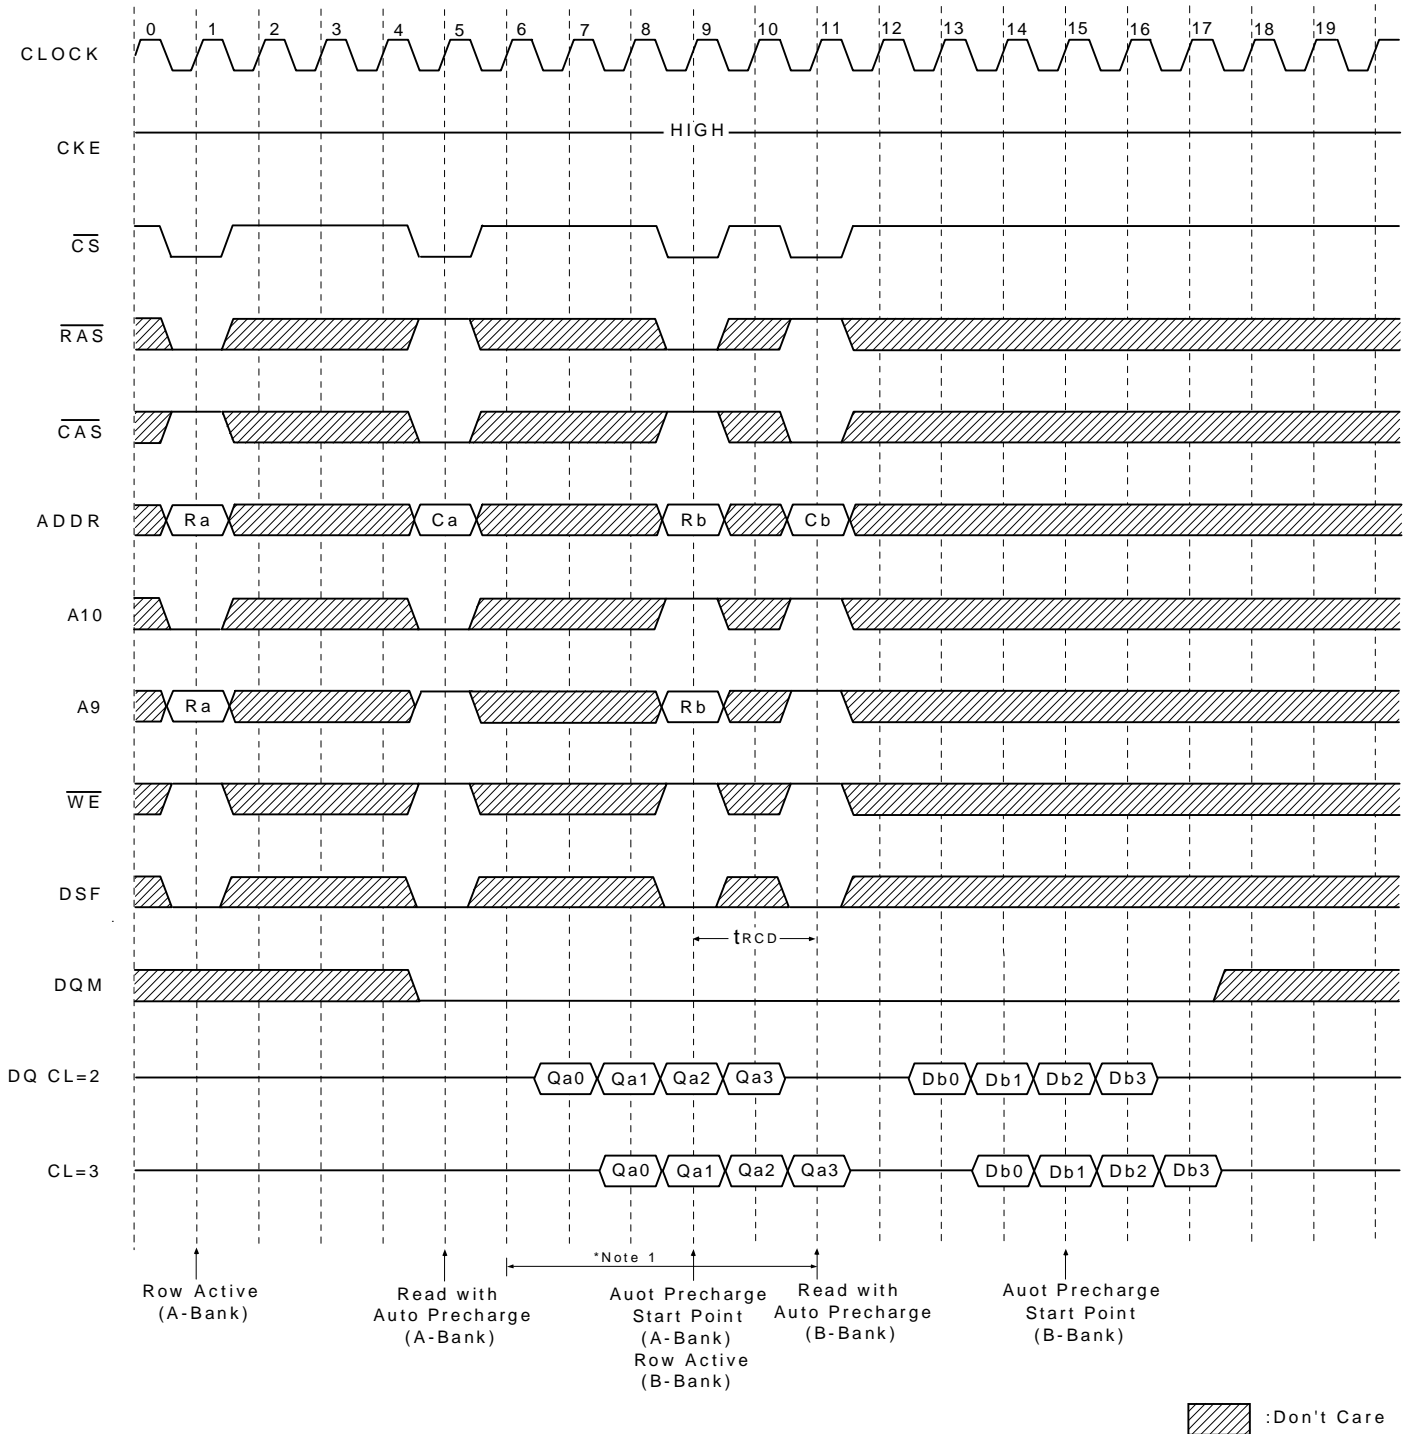 0 1 2 3 4 5 6 7 8 9 10 11 12 13 14 15 16 17 18 19
CLOCK
HIGH
CKE
CS
RAS
CAS
ADDR Ra Ca Rb Cb
A10
A9 Ra Rb
WE
DSF
tRCD
DQM
DQ CL=2 Qa0 Qa1 Qa2 Qa3 Db0 Db1 Db2 Db3
CL=3 Qa0 Qa1 Qa2 Qa3 Db0 Db1 Db2 Db3
*Note 1
Row Active
(A-Bank)
Read with
Auto Precharge
(A-Bank)
Auot Precharge
Start Point
(A-Bank)
Row Active
(B-Bank)
Read with
Auto Precharge
(B-Bank)
Auot Precharge
Start Point
(B-Bank)
:Don't Care